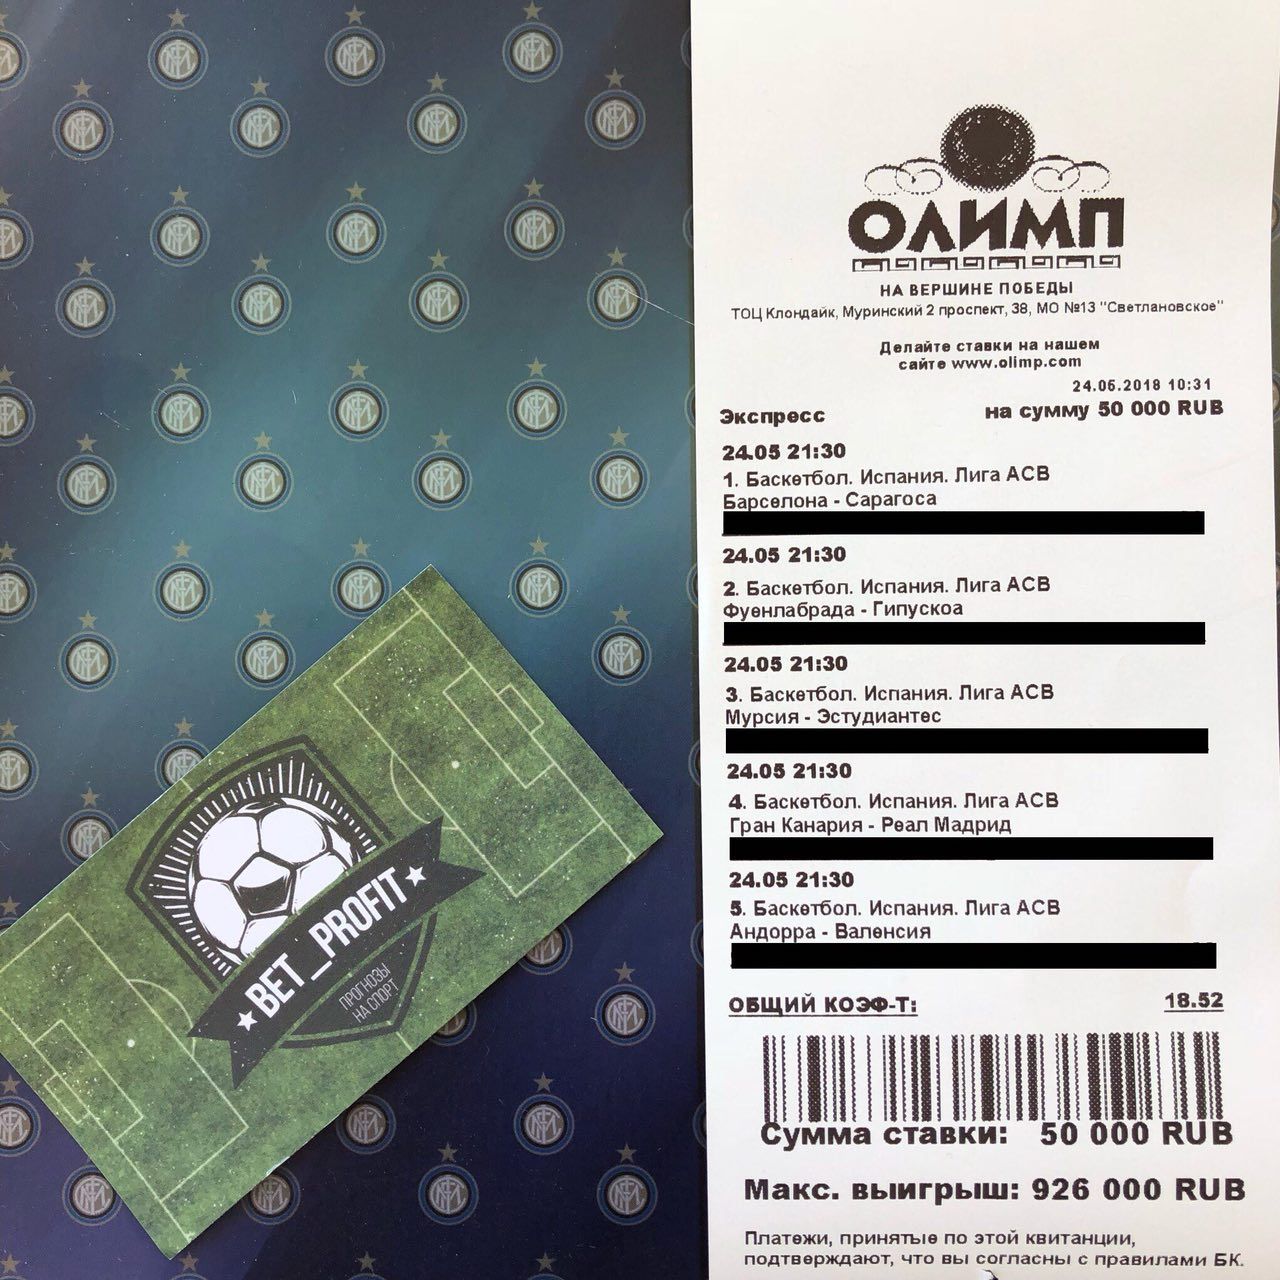 ОЛИМП
НА ВЕРШИНЕ ПОБЕДЫ
ТОЦ Клондайк, Муринский 2 проспект, 38, МО №13 "Светлановское"
Делайте ставки на нашем
сайте www.olimp.com
24.05.2018 10:31
Экспресс на сумму 50 000 RUB
24.05 21:30
1. Баскетбол. Испания. Лига АСВ
Барселона - Сарагоса
24.05 21:30
2. Баскетбол. Испания. Лига АСВ
Фуенлабрада - Гипускоа
24.05 21:30
3. Баскетбол. Испания. Лига АСВ
Мурсия - Эстудиантес
24.05 21:30
4. Баскетбол. Испания. Лига АСВ
Гран Канария - Реал Мадрид
24.05 21:30
5. Баскетбол. Испания. Лига АСВ
Андорра - Валенсия
ОБЩИЙ КОЭФ-Т: 18.52
Сумма ставки: 50 000 RUB
Макс. выигрыш: 926 000 RUB
Платежи, принятые по этой квитанции,
подтверждают, что вы согласны с правилами БК.
BET_PROFIT
ПРОГНОЗЫ
НА СПОРТ